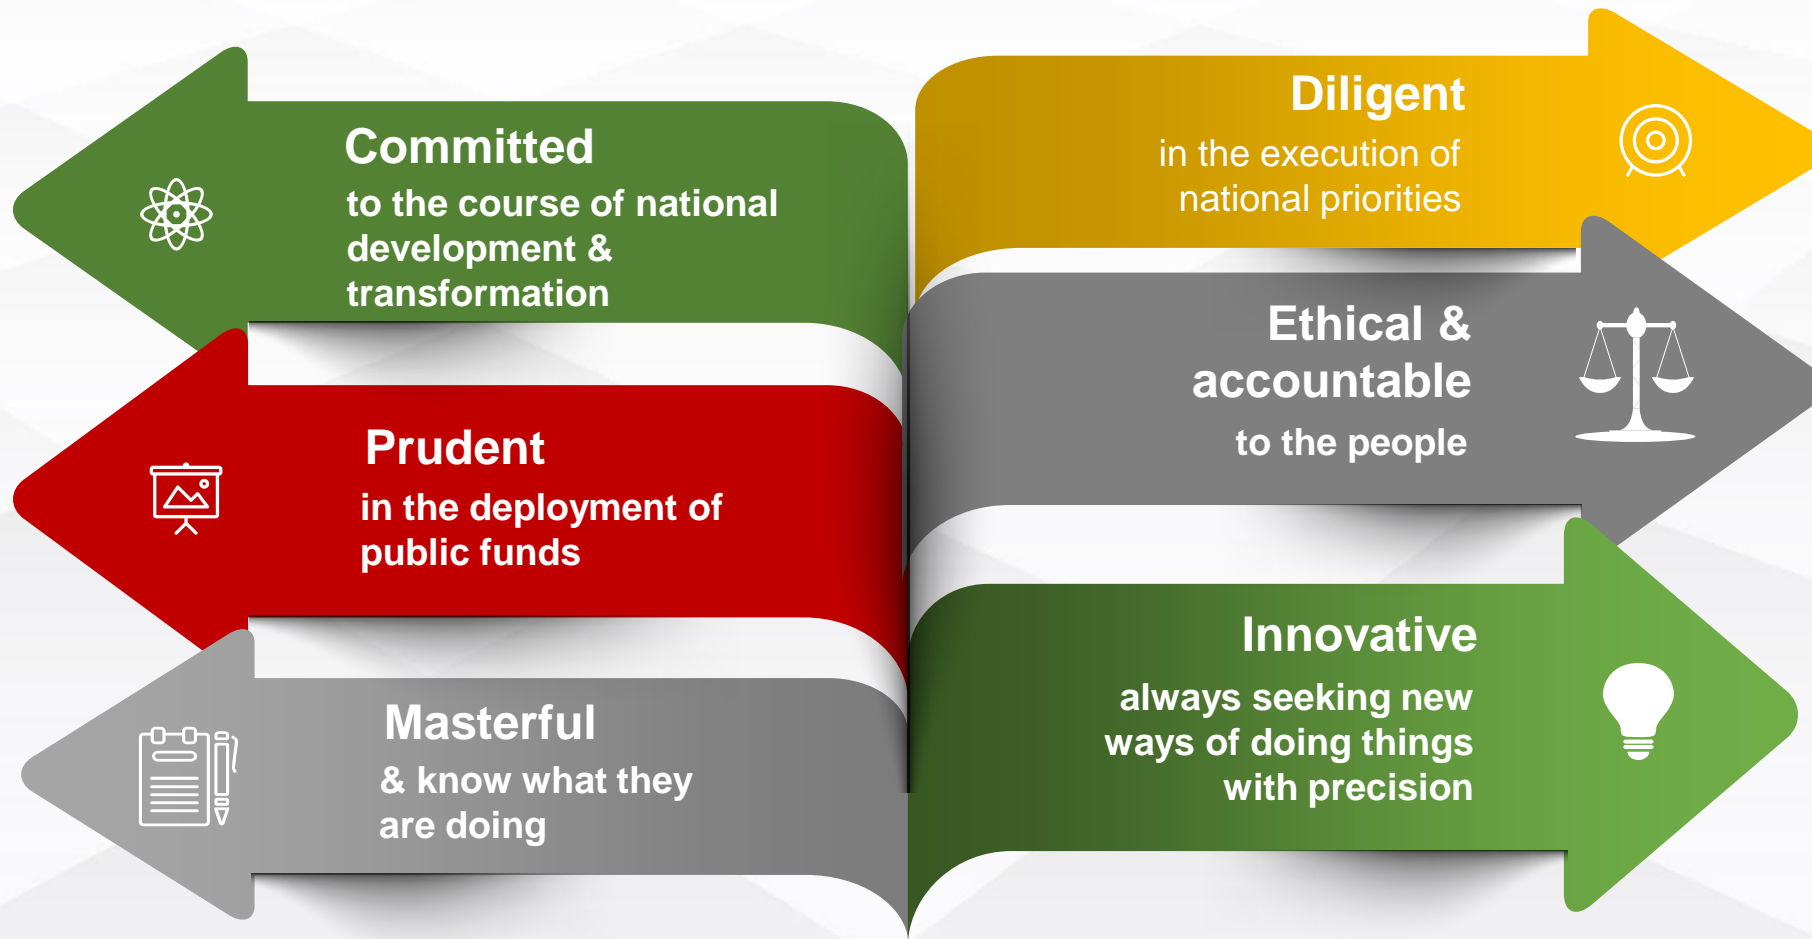 Committed
to the course of national
development &
transformation
Prudent
in the deployment of
public funds
Masterful
& know what they
are doing
Diligent
in the execution of
national priorities
Ethical &
accountable
to the people
Innovative
always seeking new
ways of doing things
with precision